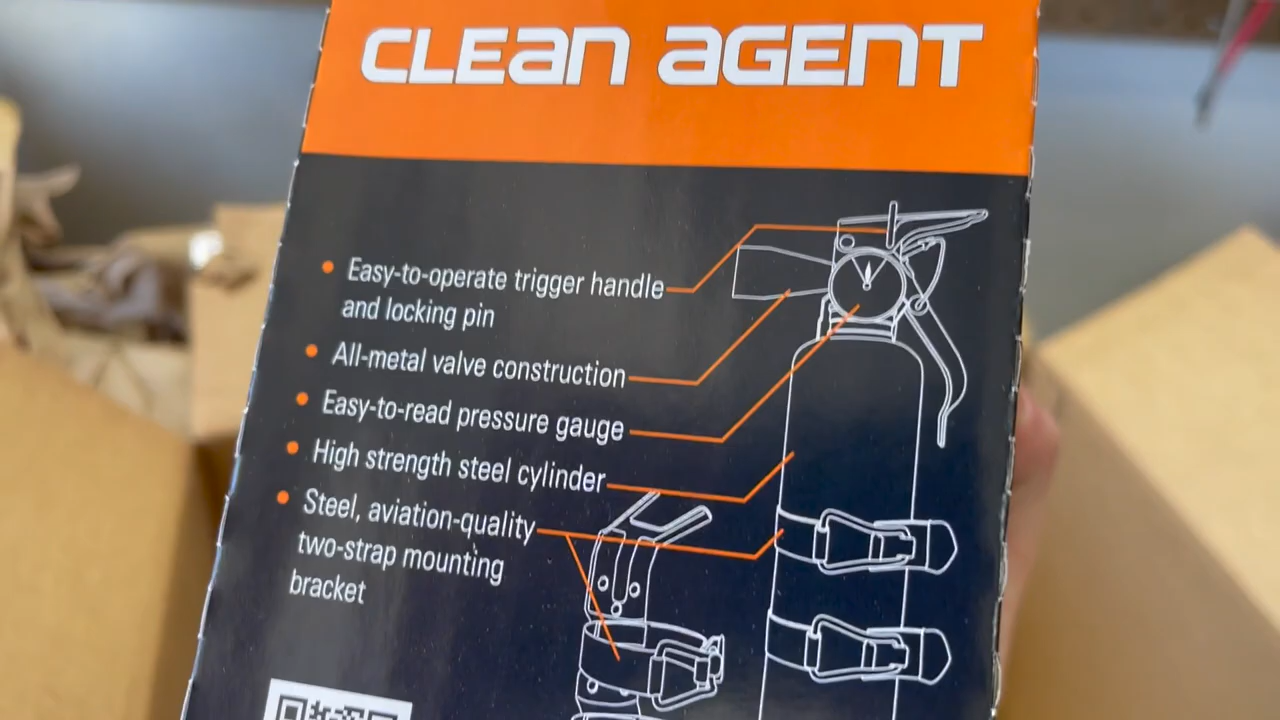 CLEAN AGENT
• Easy-to-operate trigger handle
and locking pin
• All-metal valve construction
• Easy-to-read pressure gauge
• High strength steel cylinder
• Steel, aviation-quality
two-strap mounting
bracket